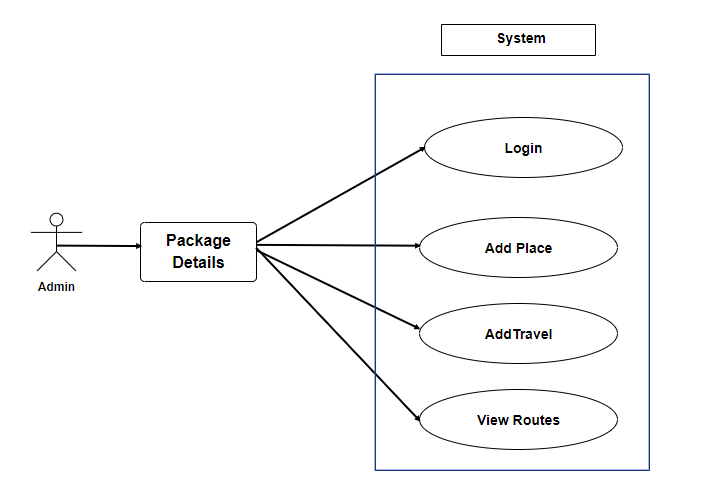 System
Login
Package
Details
Add Place
Admin
AddTravel
View Routes